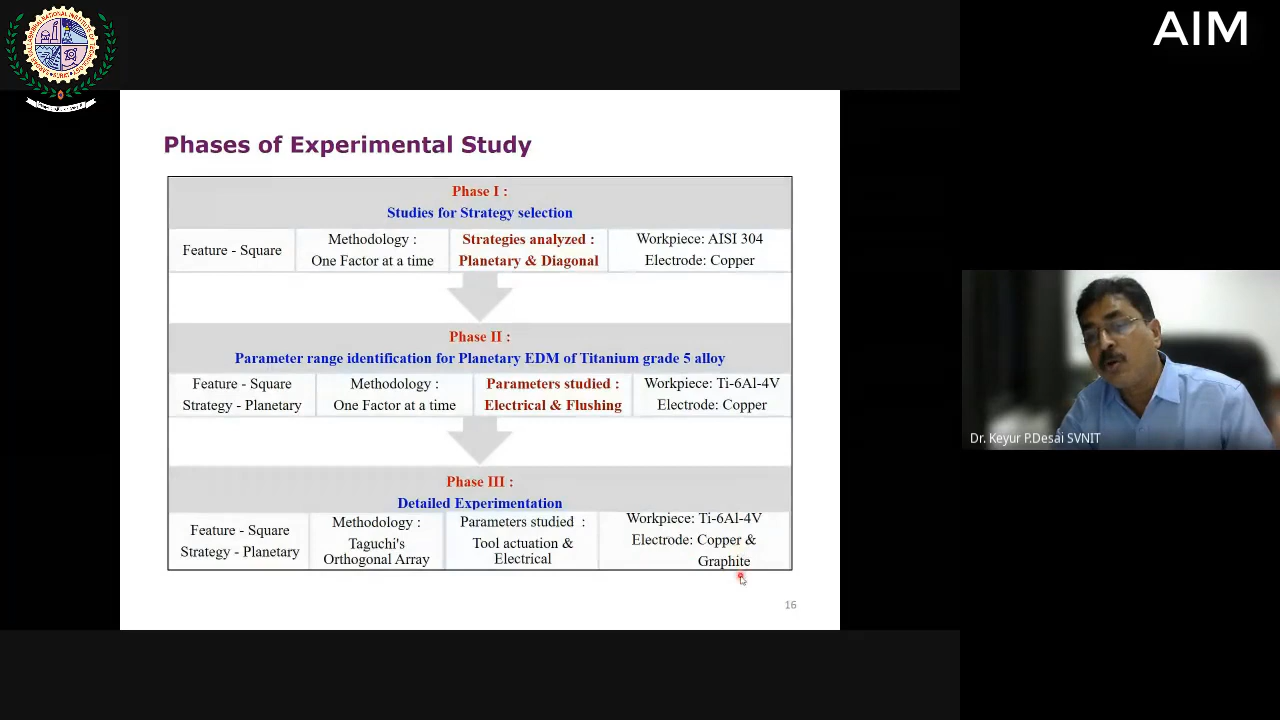 AIM
Phases of Experimental Study
Phase I :
Studies for Strategy selection
Feature - Square
Methodology :
One Factor at a time
Strategies analyzed :
Planetary & Diagonal
Workpiece: AISI 304
Electrode: Copper
Phase II :
Parameter range identification for Planetary EDM of Titanium grade 5 alloy
Feature - Square
Strategy - Planetary
Methodology :
One Factor at a time
Parameters studied :
Electrical & Flushing
Workpiece: Ti-6Al-4V
Electrode: Copper
Phase III :
Detailed Experimentation
Feature - Square
Strategy - Planetary
Methodology :
Taguchi's
Orthogonal Array
Parameters studied :
Tool actuation &
Electrical
Workpiece: Ti-6Al-4V
Electrode: Copper &
Graphite
16
Dr. Keyur P.Desai SVNIT